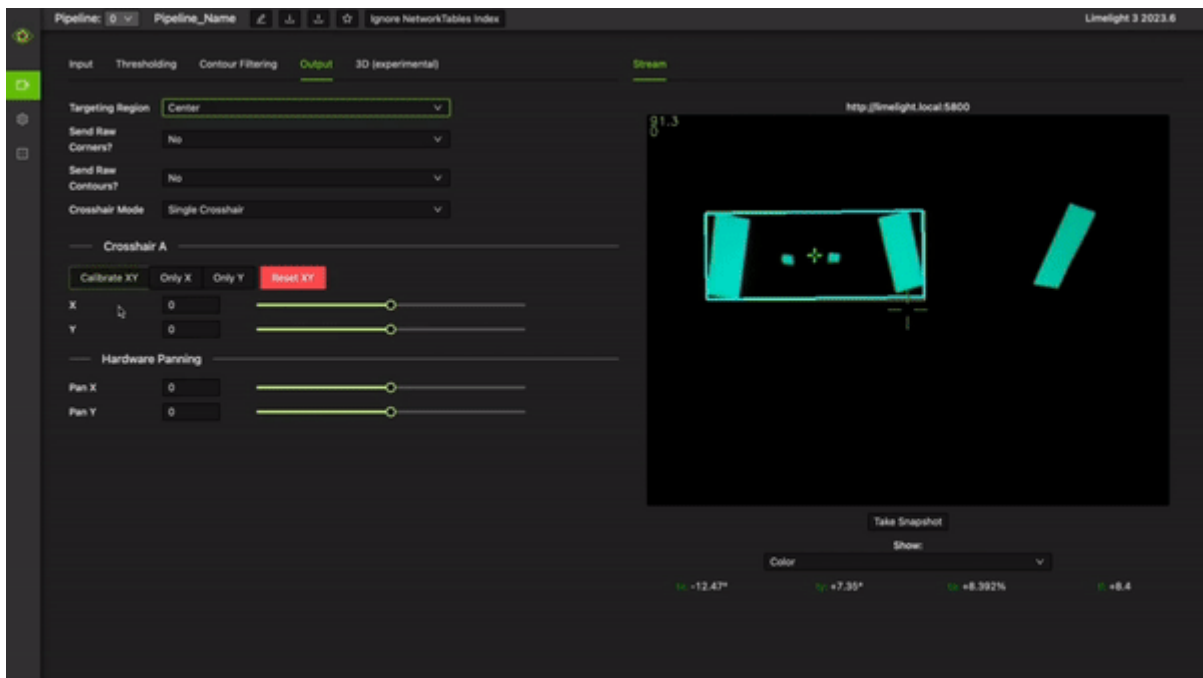 Pipeline: 0 Pipeline_Name Ignore NetworkTables Index Limelight 3 2023.6
Input Thresholding Contour Filtering Output 3D (experimental)
Stream
http://limelight.local:5800
Targeting Region Center
Send Raw Corners? No
Send Raw Contours? No
Crosshair Mode Single Crosshair
Crosshair A
Calibrate XY Only X Only Y Reset XY
X 0
Y 0
Hardware Panning
Pan X 0
Pan Y 0
91.3
0
Take Snapshot
Show:
Color
-12.47° ty: +7.35° +8.392% +8.4